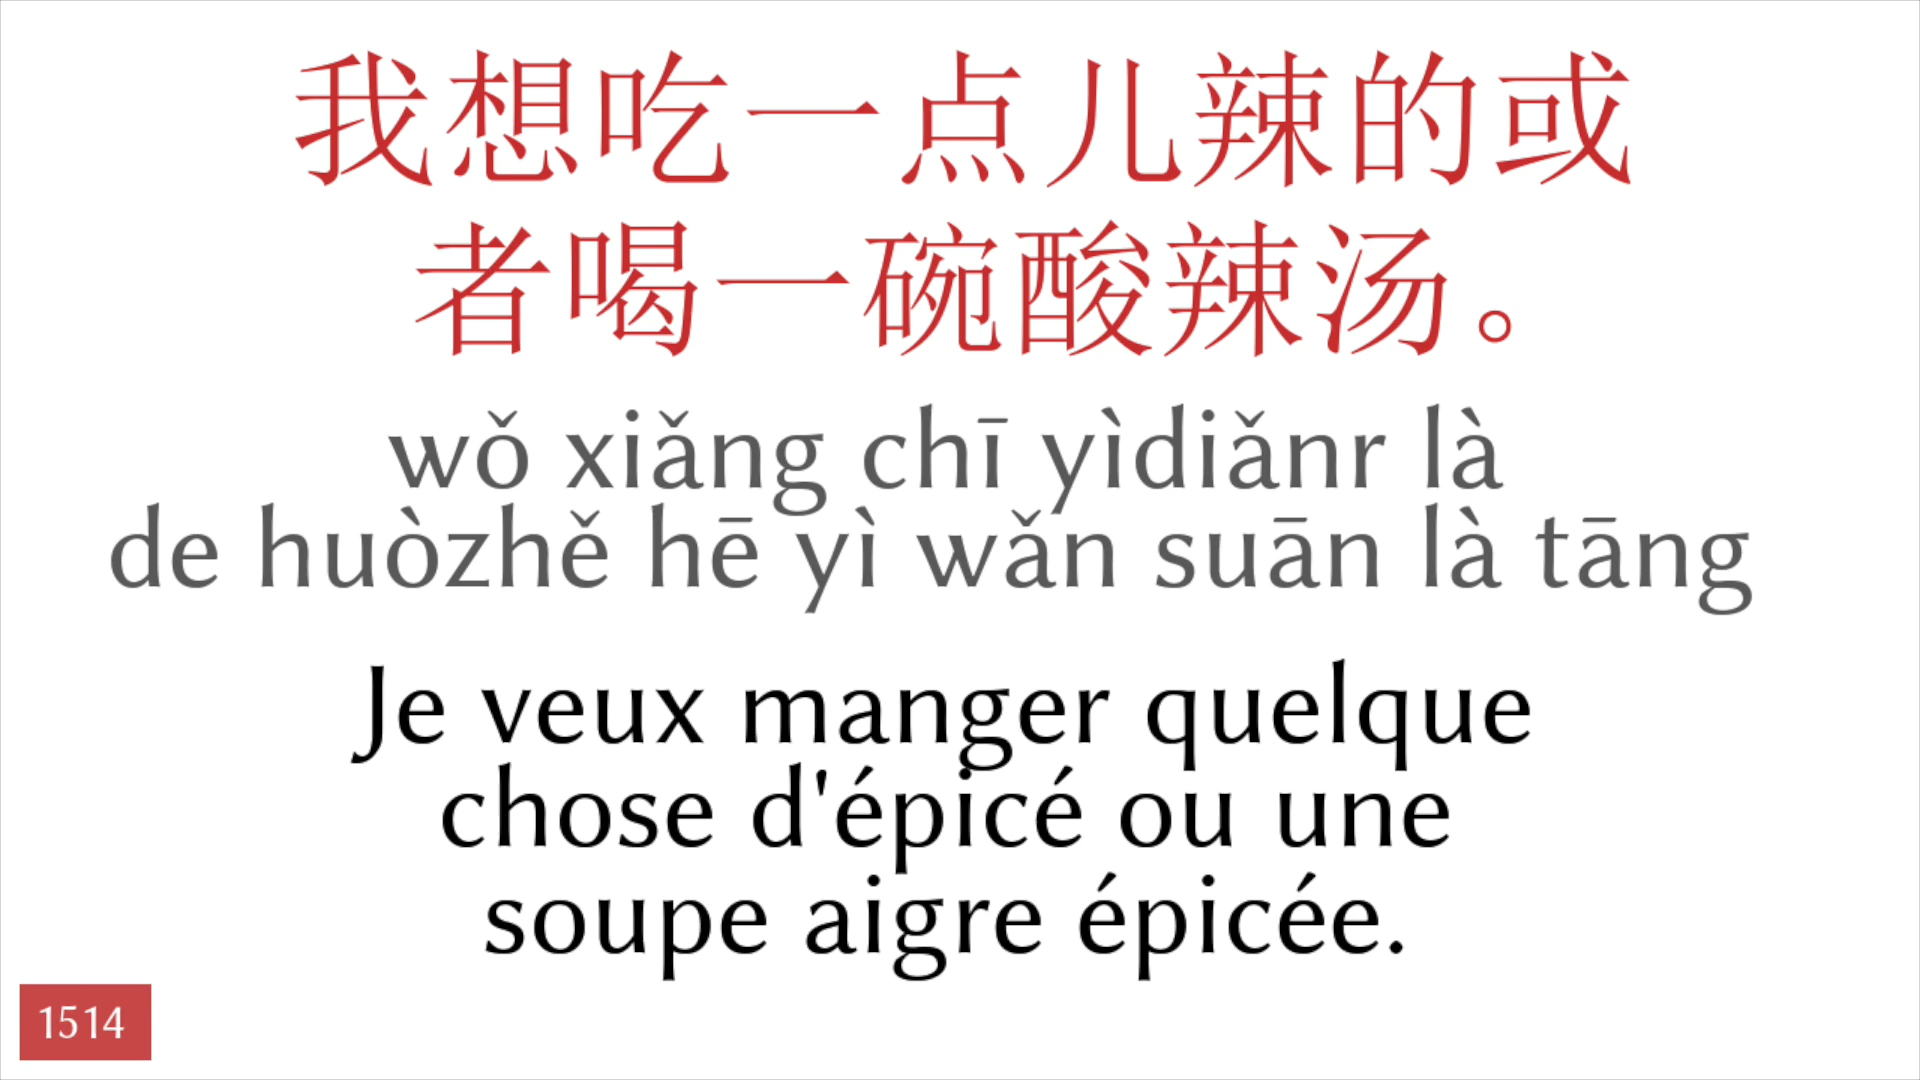 我想吃一点儿辣的或
者喝一碗酸辣汤。
wǒ xiǎng chī yìdiǎnr là
de huòzhě hē yì wǎn suān là tāng
Je veux manger quelque
chose d'épicé ou une
soupe aigre épicée.
1514